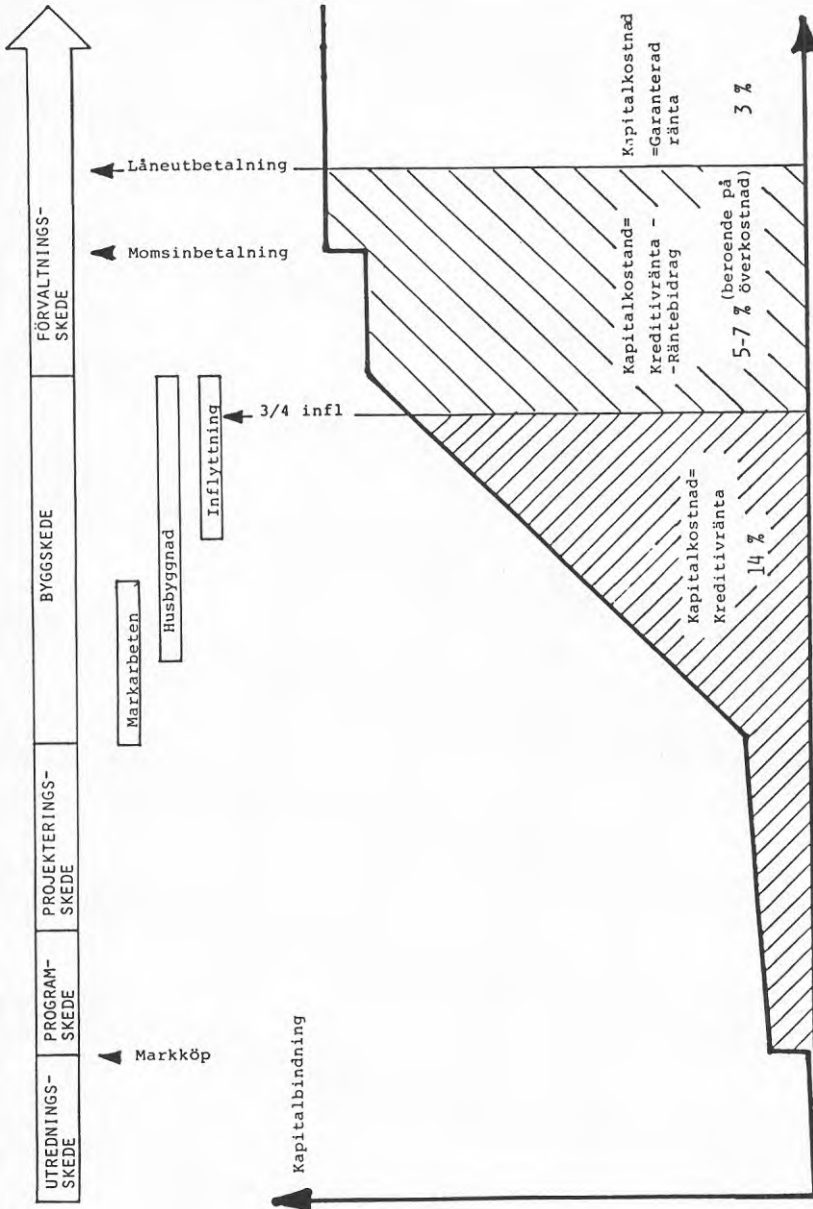 UTREDNINGS-
SKEDE
PROGRAM-
SKEDE
PROJEKTERINGS-
SKEDE
BYGGSKEDE
FÖRVALTNINGS-
SKEDE
Markköp
Markarbeten
Husbyggnad
Inflyttning
3/4 infl
Momsinbetalning
Låneutbetalning
Kapitalbindning
Kapitalkostnad=
Kreditivränta
14 %
Kapitalkostand=
Kreditivränta -
-Räntebidrag
5-7 % (beroende på
överkostnad)
Kapitalkostnad
=Garanterad
ränta
3 %